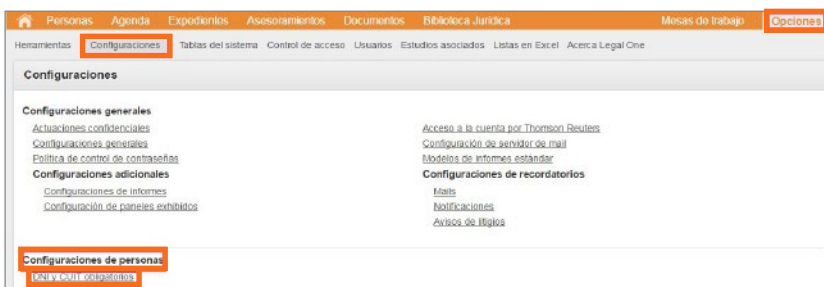 Personas Agenda Expedientes Asesoramientos Documentos Biblioteca Jurídica Mesas de trabajo Opciones
Herramientas Configuraciones Tablas del sistema Control de acceso Usuarios Estudios asociados Listas en Excel Acerca Legal One
Configuraciones
Configuraciones generales
Actuaciones confidenciales Acceso a la cuenta por Thomson Reuters
Configuraciones generales Configuración de servidor de mail
Política de control de contraseñas Modelos de informes estándar
Configuraciones adicionales Configuraciones de recordatorios
Configuraciones de informes Mails
Configuración de paneles exhibidos Notificaciones
Avisos de litigios
Configuraciones de personas
DNI y CUIT obligatorios